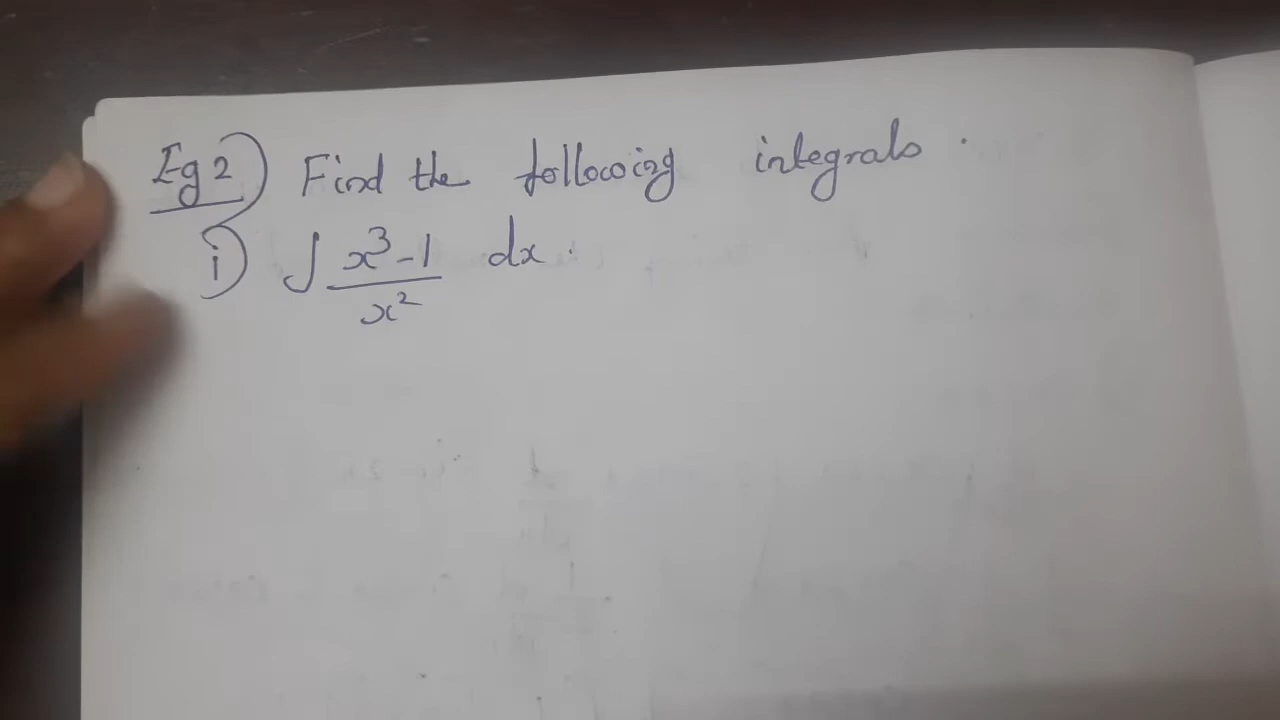 Eg 2) Find the following integrals.
i) ∫ x³-1 / x² dx.